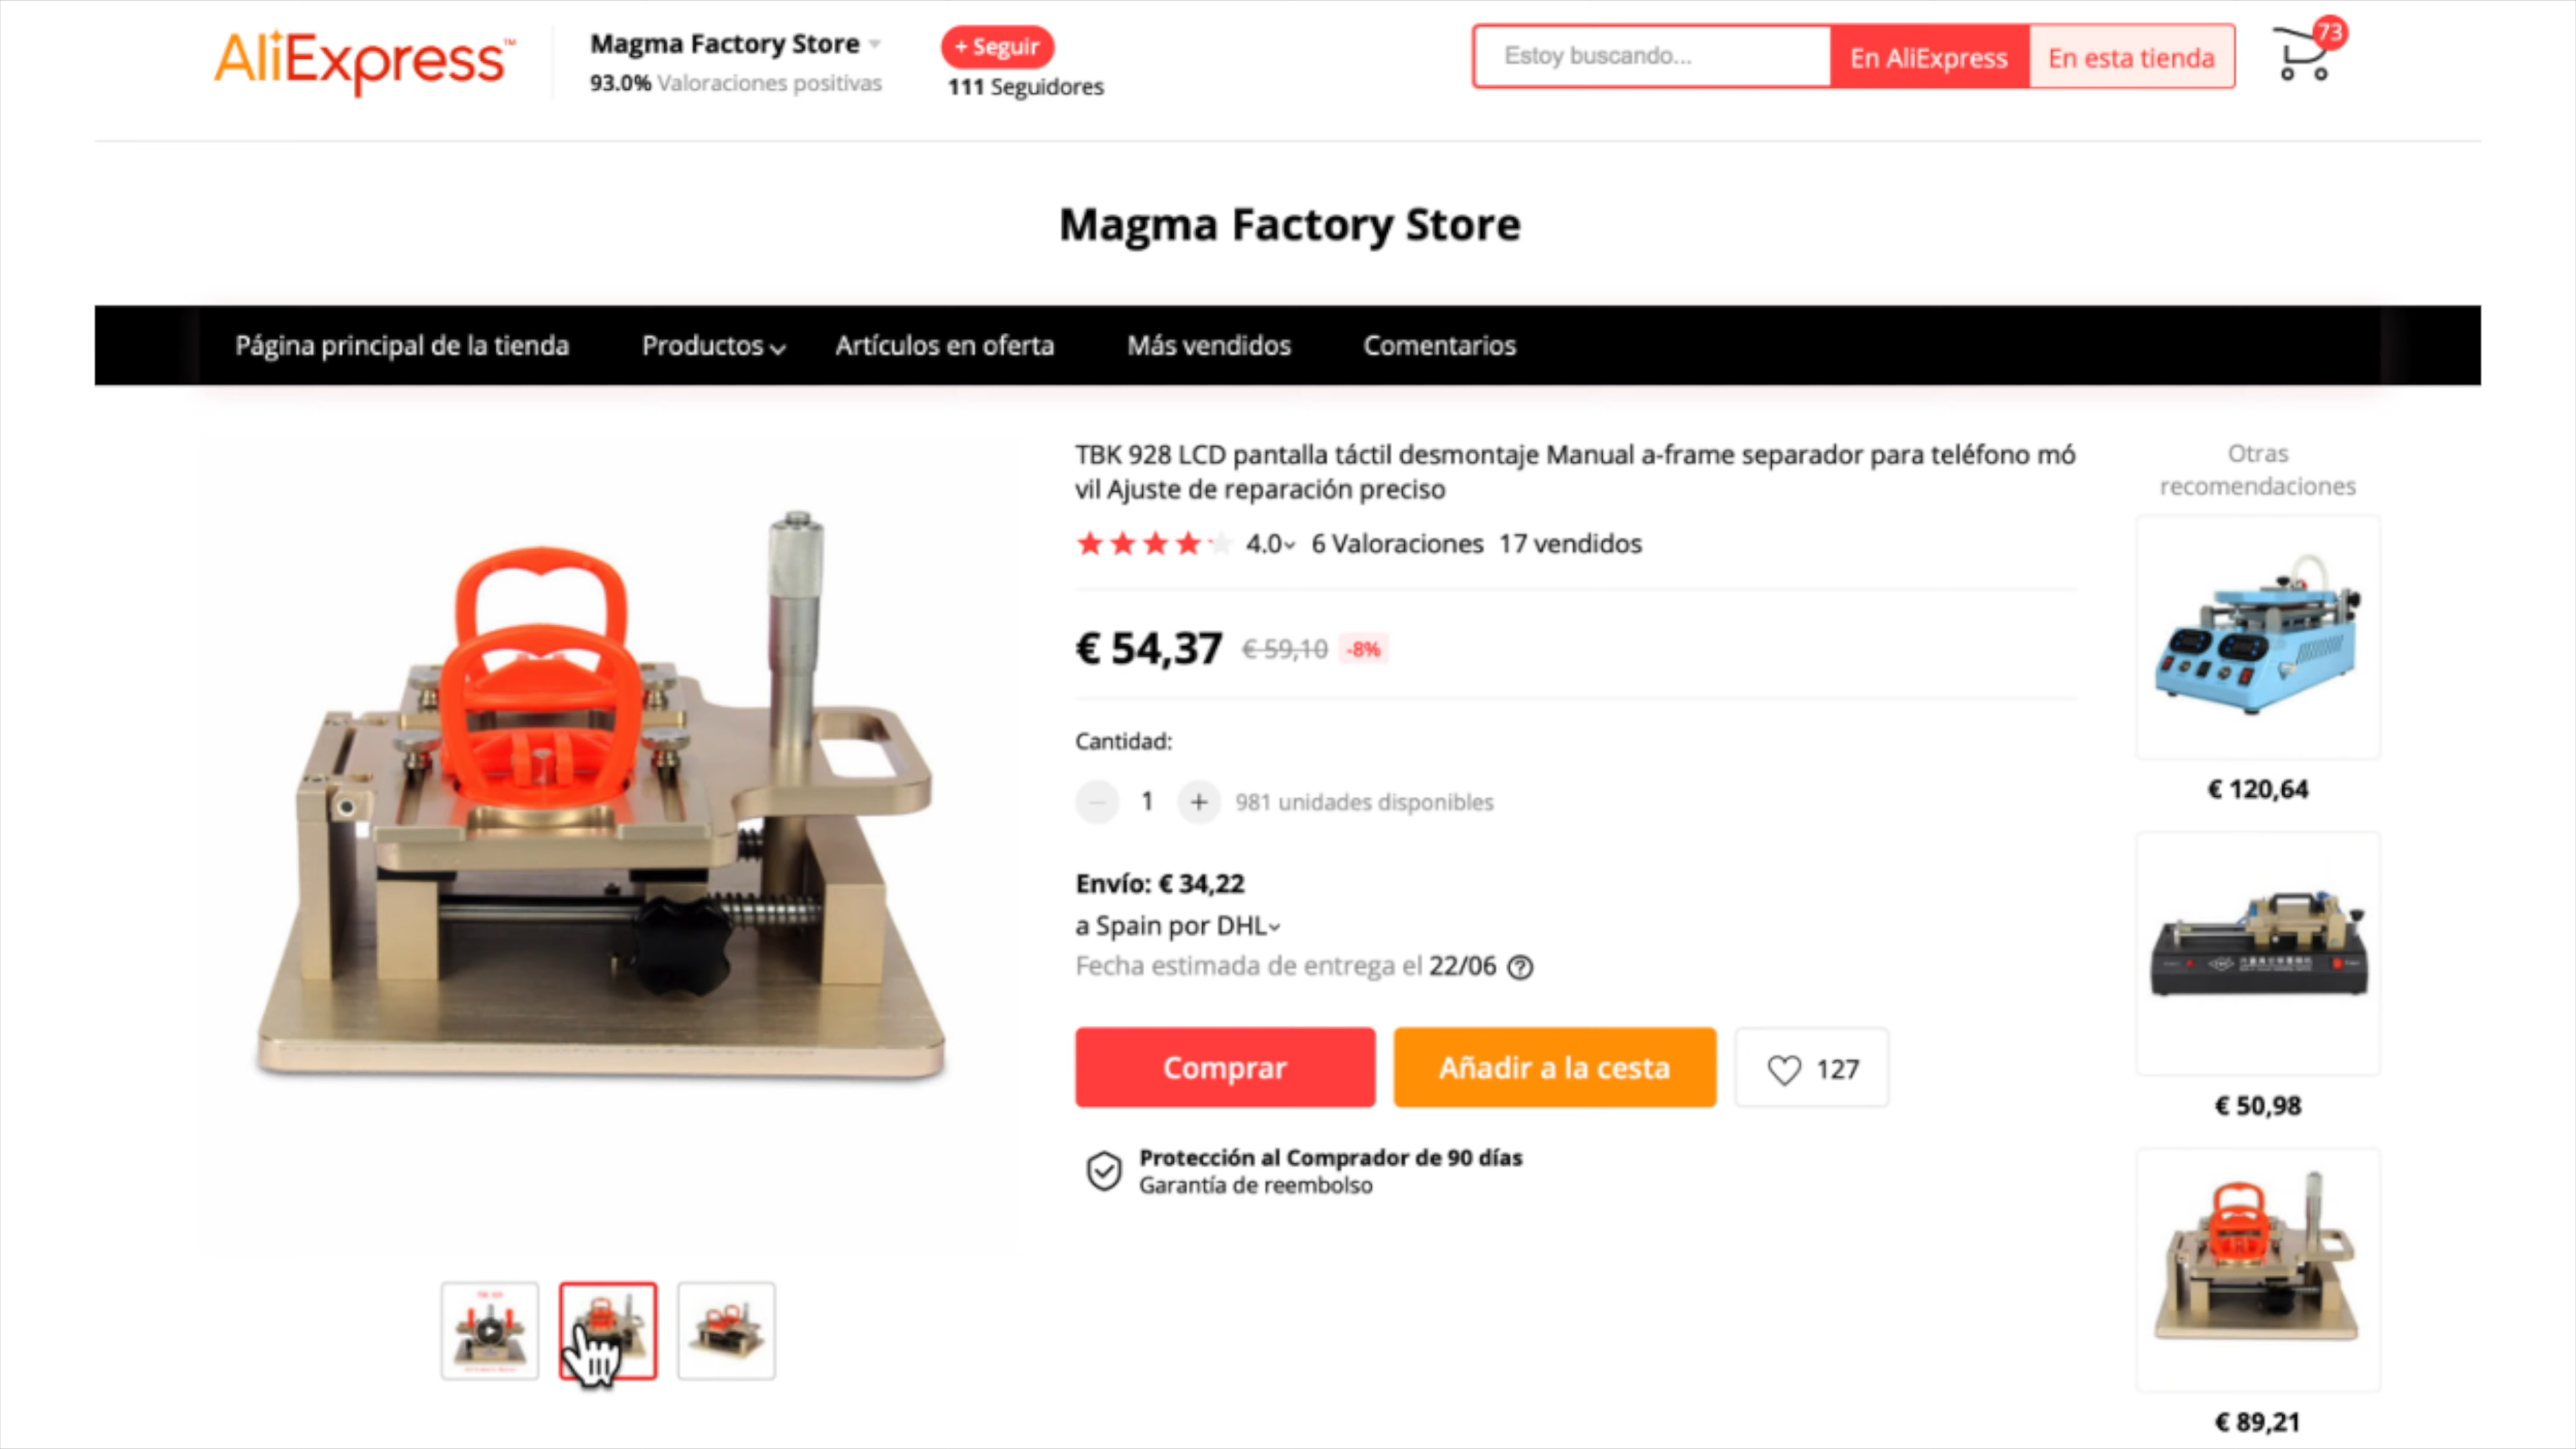 AliExpress™
Magma Factory Store
93.0% Valoraciones positivas
+ Seguir
111 Seguidores
Estoy buscando...
En AliExpress
En esta tienda
73
Magma Factory Store
Página principal de la tienda
Productos
Artículos en oferta
Más vendidos
Comentarios
TBK 928 LCD pantalla táctil desmontaje Manual a-frame separador para teléfono mó
vil Ajuste de reparación preciso
4.0 6 Valoraciones 17 vendidos
€ 54,37 € 59,10 -8%
Cantidad:
1 + 981 unidades disponibles
Envío: € 34,22
a Spain por DHL
Fecha estimada de entrega el 22/06
Comprar
Añadir a la cesta
127
Protección al Comprador de 90 días
Garantía de reembolso
Otras
recomendaciones
€ 120,64
€ 50,98
€ 89,21